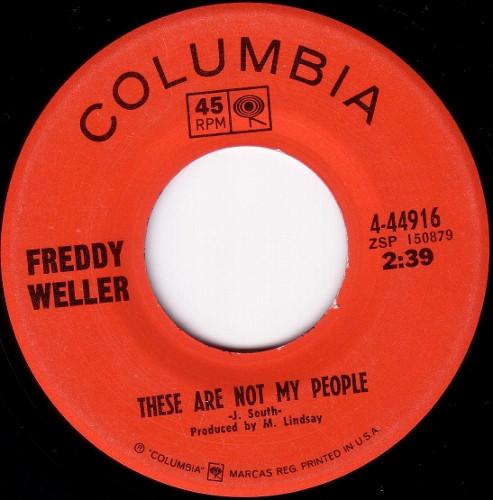 COLUMBIA
45
RPM
FREDDY
WELLER
4-44916
ZSP 150879
2:39
THESE ARE NOT MY PEOPLE
-J. South-
Produced by M. Lindsay
℗ "COLUMBIA" MARCAS REG. PRINTED IN U.S.A.